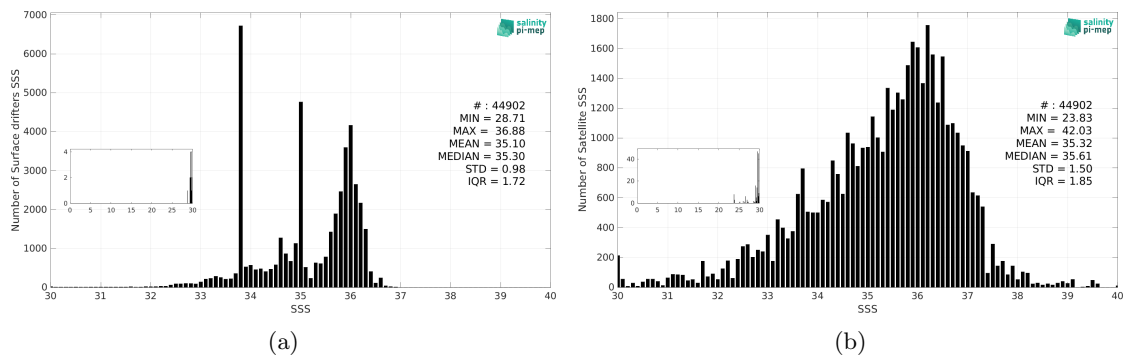 7000
6000
5000
4000
3000
2000
1000
0
Number of Surface drifters SSS
salinity
pi-mep
# : 44902
MIN = 28.71
MAX = 36.88
MEAN = 35.10
MEDIAN = 35.30
STD = 0.98
IQR = 1.72
4
2
0
0 5 10 15 20 25 30
30 31 32 33 34 35 36 37 38 39 40
SSS
(a)
1800
1600
1400
1200
1000
800
600
400
200
0
Number of Satellite SSS
salinity
pi-mep
# : 44902
MIN = 23.83
MAX = 42.03
MEAN = 35.32
MEDIAN = 35.61
STD = 1.50
IQR = 1.85
40
20
0
0 5 10 15 20 25 30
30 31 32 33 34 35 36 37 38 39 40
SSS
(b)